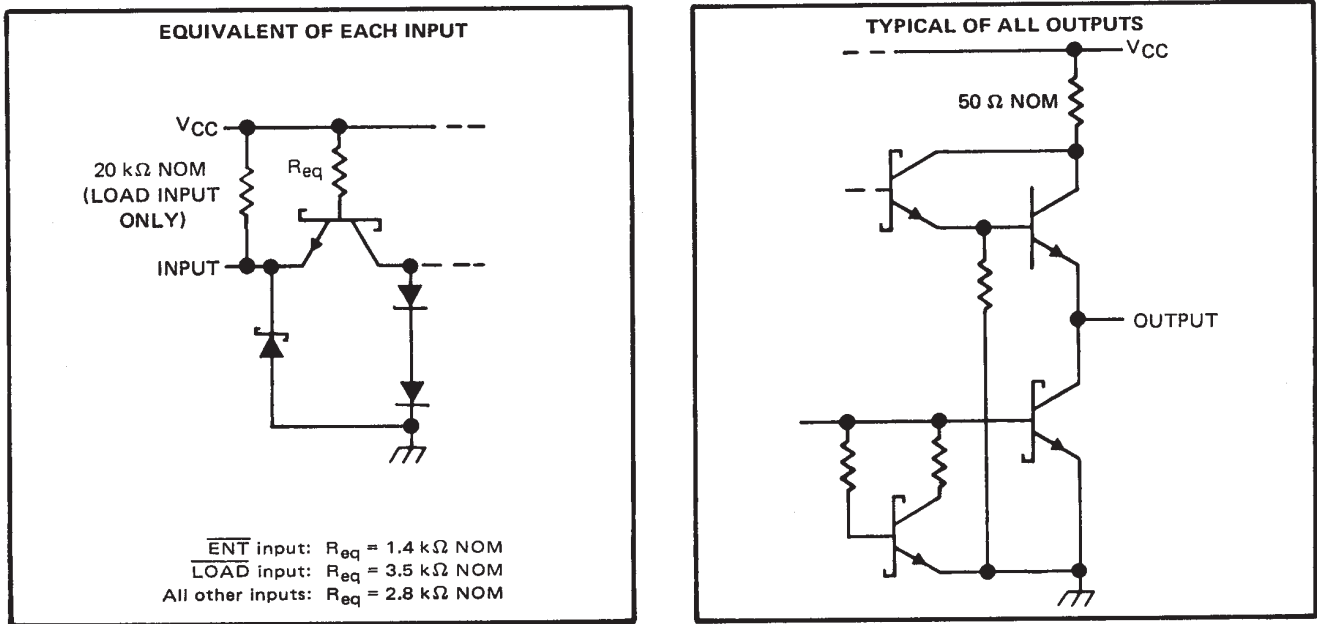 EQUIVALENT OF EACH INPUT
VCC
20 kΩ NOM
(LOAD INPUT
ONLY)
Req
INPUT
ENT input: Req = 1.4 kΩ NOM
LOAD input: Req = 3.5 kΩ NOM
All other inputs: Req = 2.8 kΩ NOM
TYPICAL OF ALL OUTPUTS
VCC
50 Ω NOM
OUTPUT